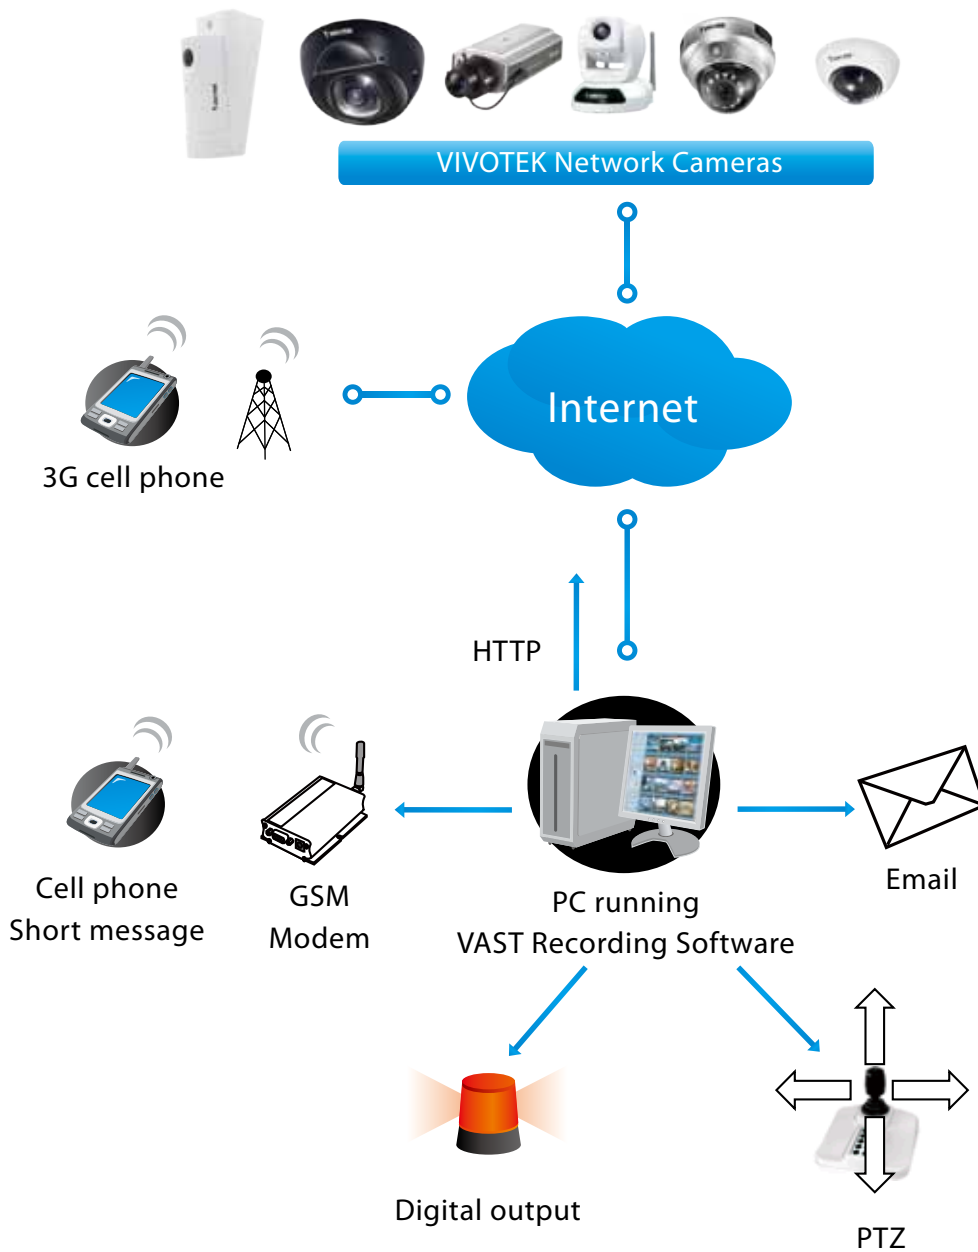 VIVOTEK Network Cameras
Internet
3G cell phone
HTTP
Cell phone
Short message
GSM
Modem
PC running
VAST Recording Software
Email
Digital output
PTZ